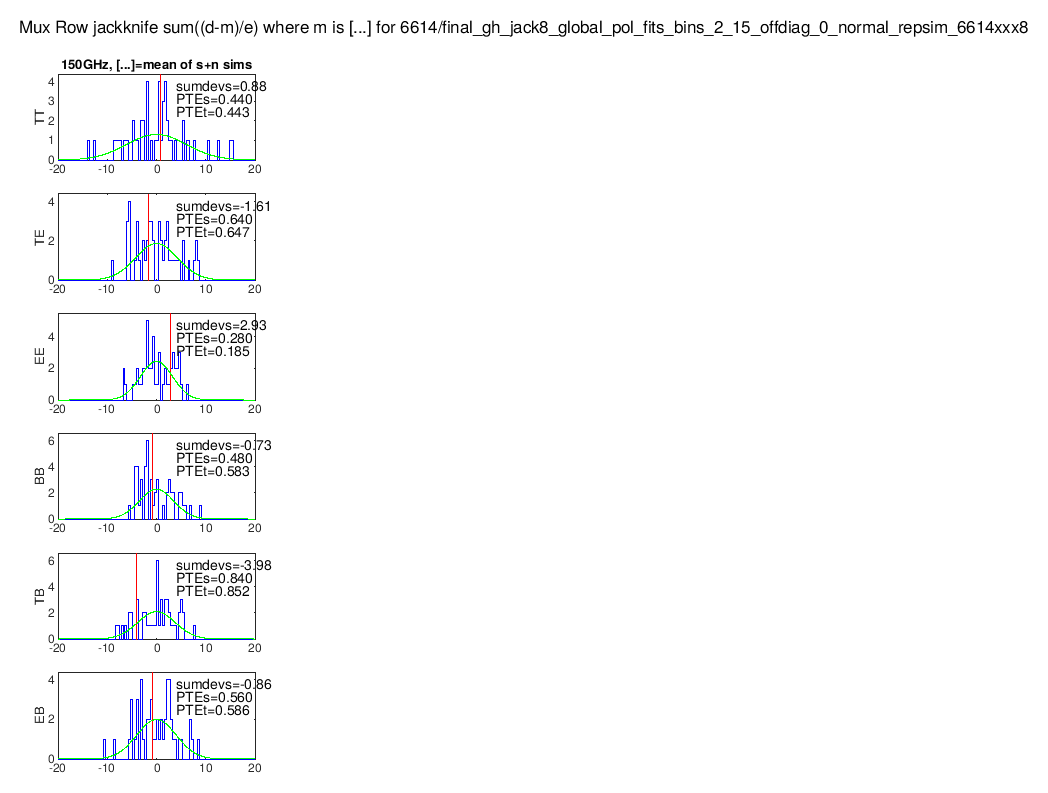 Mux Row jackknife sum((d-m)/e) where m is [...] for 6614/final_gh_jack8_global_pol_fits_bins_2_15_offdiag_0_normal_repsim_6614xxx8
150GHz, [...]=mean of s+n sims
TT
4
3
2
1
0
sumdevs=0.88
PTEs=0.440
PTEt=0.443
-20 -10 0 10 20
TE
4
2
0
sumdevs=-1.61
PTEs=0.640
PTEt=0.647
-20 -10 0 10 20
EE
4
2
0
sumdevs=2.93
PTEs=0.280
PTEt=0.185
-20 -10 0 10 20
BB
6
4
2
0
sumdevs=-0.73
PTEs=0.480
PTEt=0.583
-20 -10 0 10 20
TB
6
4
2
0
sumdevs=-3.98
PTEs=0.840
PTEt=0.852
-20 -10 0 10 20
EB
4
2
0
sumdevs=-0.86
PTEs=0.560
PTEt=0.586
-20 -10 0 10 20